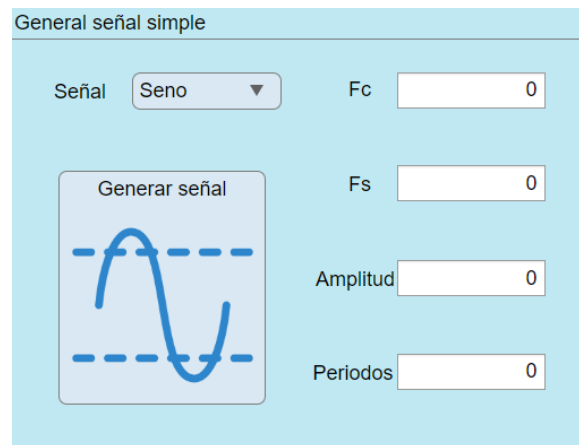 General señal simple
Señal Seno Fc 0
Generar señal Fs 0
Amplitud 0
Periodos 0